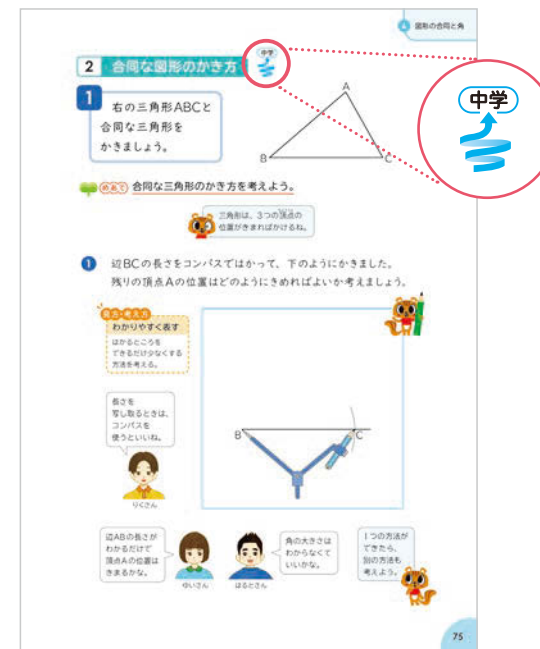 4 図形の合同と角
2 合同な図形のかき方
中学
中学
1
右の三角形ABCと
合同な三角形を
かきましょう。
A
B
C
めあて 合同な三角形のかき方を考えよう。
三角形は、3つの頂点の
位置がきまればかけるね。
1 辺BCの長さをコンパスではかって、下のようにかきました。
残りの頂点Aの位置はどのようにきめればよいか考えましょう。
見方・考え方
わかりやすく表す
はかるところを
できるだけ少なくする
方法を考える。
長さを
写し取るときは、
コンパスを
使うといいね。
りくさん
B
C
辺ABの長さが
わかるだけで
頂点Aの位置は
きまるかな。
ゆいさん
はるとさん
角の大きさは
わからなくて
いいかな。
1つの方法が
できたら、
別の方法も
考えよう。
75